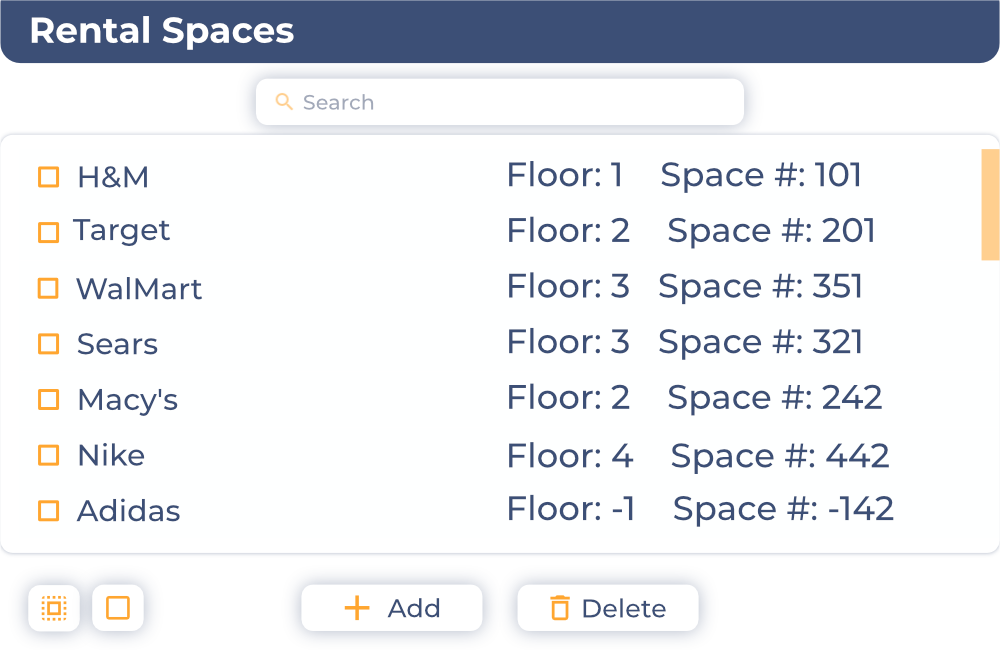 Rental Spaces
Search
H&M Floor: 1 Space #: 101
Target Floor: 2 Space #: 201
WalMart Floor: 3 Space #: 351
Sears Floor: 3 Space #: 321
Macy's Floor: 2 Space #: 242
Nike Floor: 4 Space #: 442
Adidas Floor: -1 Space #: -142
Add Delete